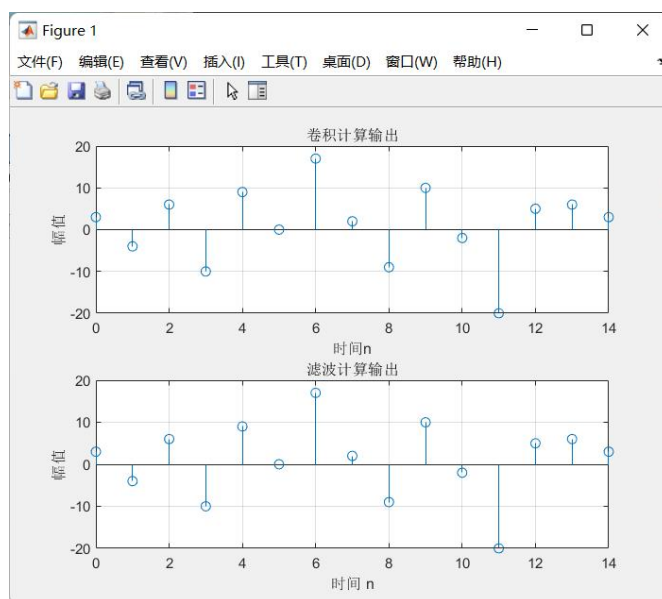 Figure 1
文件(F) 编辑(E) 查看(V) 插入(I) 工具(T) 桌面(D) 窗口(W) 帮助(H)
卷积计算输出
20
10
0
-10
-20
幅值
0 2 4 6 8 10 12 14
时间n
滤波计算输出
20
10
0
-10
-20
幅值
0 2 4 6 8 10 12 14
时间 n